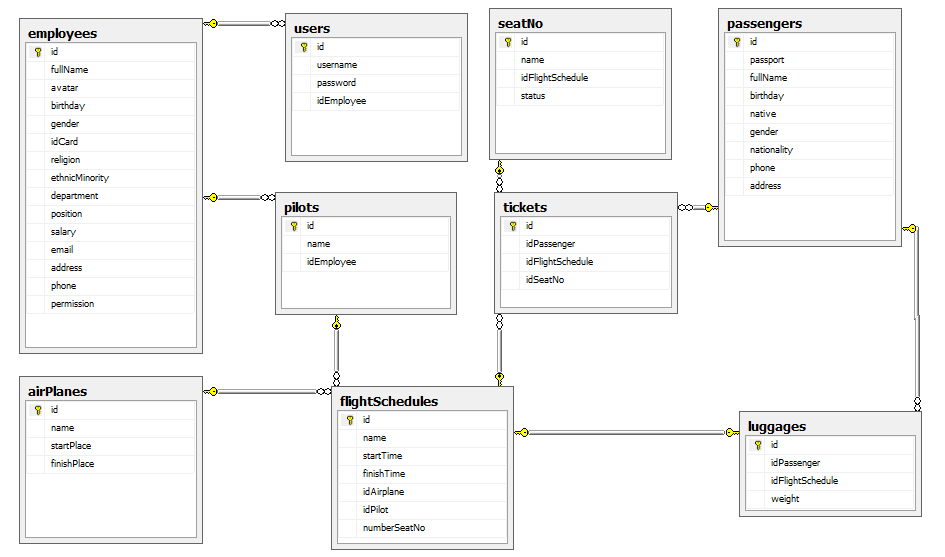 employees
id
fullName
avatar
birthday
gender
idCard
religion
ethnicMinority
department
position
salary
email
address
phone
permission
users
id
username
password
idEmployee
seatNo
id
name
idFlightSchedule
status
passengers
id
passport
fullName
birthday
native
gender
nationality
phone
address
pilots
id
name
idEmployee
tickets
id
idPassenger
idFlightSchedule
idSeatNo
airPlanes
id
name
startPlace
finishPlace
flightSchedules
id
name
startTime
finishTime
idAirplane
idPilot
numberSeatNo
luggages
id
idPassenger
idFlightSchedule
weight